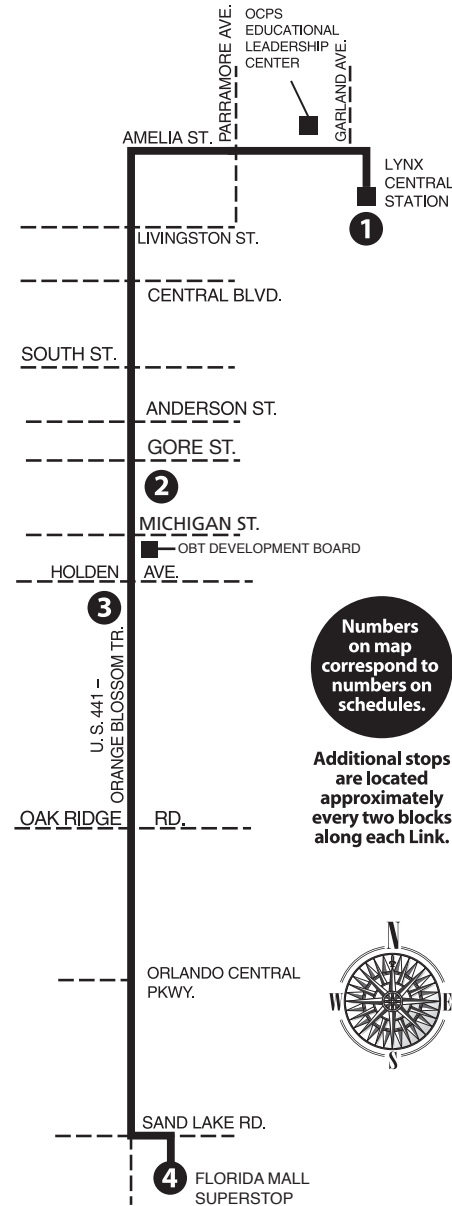 PARRAMORE AVE.
OCPS
EDUCATIONAL
LEADERSHIP
CENTER
GARLAND AVE.
AMELIA ST.
LYNX
CENTRAL
STATION
1
LIVINGSTON ST.
CENTRAL BLVD.
SOUTH ST.
ANDERSON ST.
GORE ST.
2
MICHIGAN ST.
OBT DEVELOPMENT BOARD
HOLDEN AVE.
3
U. S. 441 –
ORANGE BLOSSOM TR.
Numbers
on map
correspond to
numbers on
schedules.
Additional stops
are located
approximately
every two blocks
along each Link.
OAK RIDGE RD.
N
W
E
S
ORLANDO CENTRAL
PKWY.
SAND LAKE RD.
4
FLORIDA MALL
SUPERSTOP